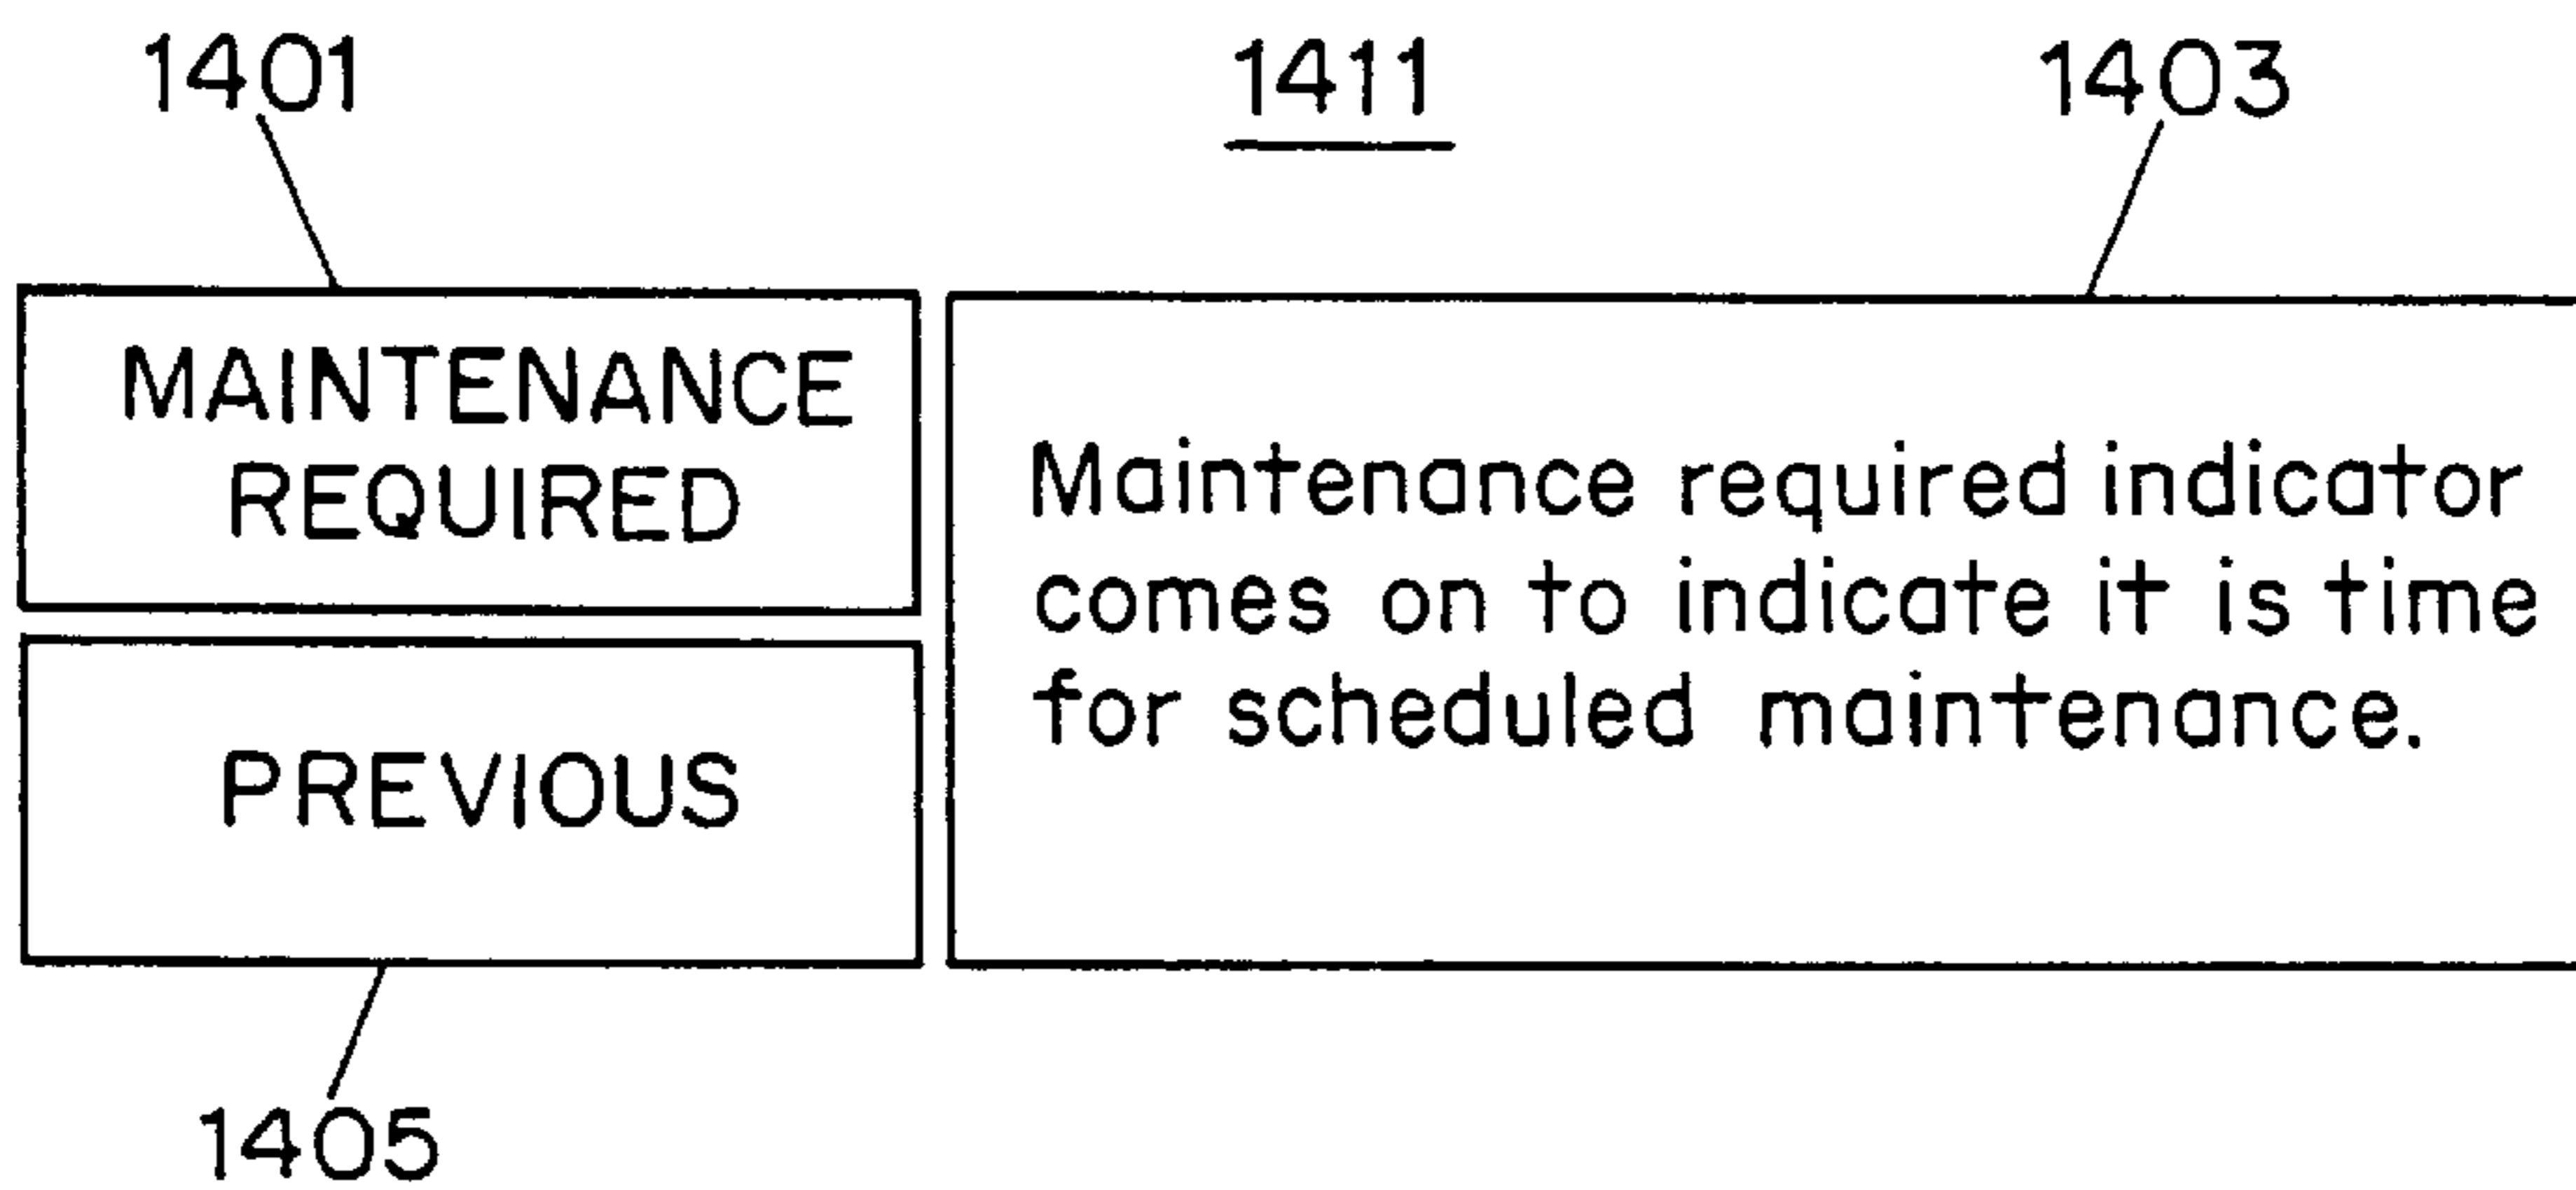 1401
1411
1403
MAINTENANCE
REQUIRED
Maintenance required indicator
comes on to indicate it is time
for scheduled maintenance.
PREVIOUS
1405